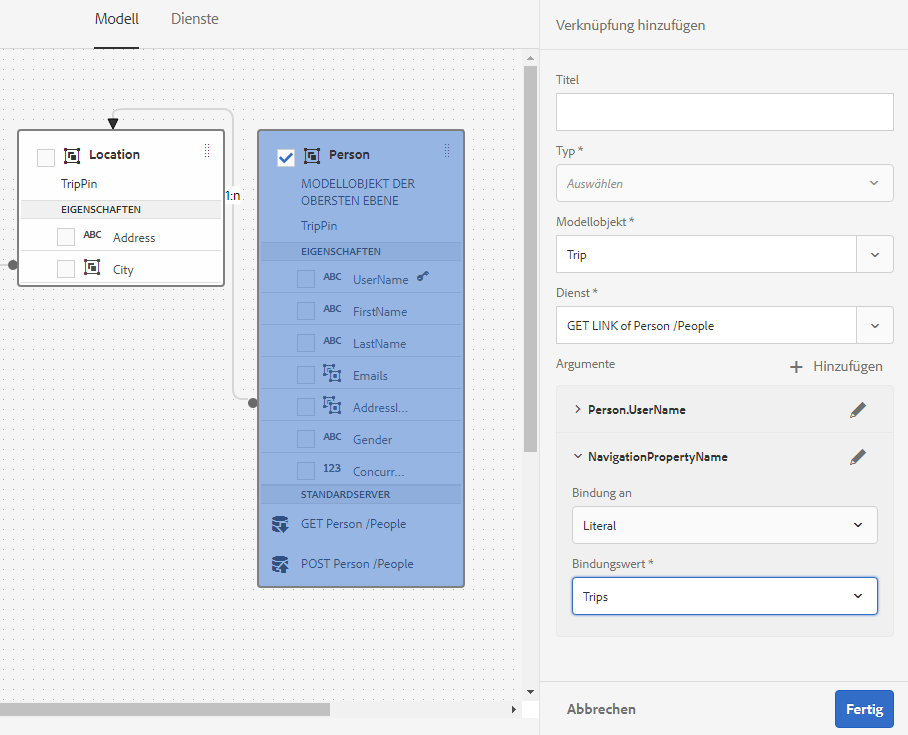 Modell
Dienste
Location
TripPin
EIGENSCHAFTEN
ABC Address
City
1:n
Person
MODELLOBJEKT DER
OBERSTEN EBENE
TripPin
EIGENSCHAFTEN
ABC UserName
ABC FirstName
ABC LastName
Emails
AddressI...
ABC Gender
123 Concurr...
STANDARDSERVER
GET Person /People
POST Person /People
Verknüpfung hinzufügen
Titel
Typ *
Auswählen
Modellobjekt *
Trip
Dienst *
GET LINK of Person /People
Argumente + Hinzufügen
Person.UserName
NavigationPropertyName
Bindung an
Literal
Bindungswert *
Trips
Abbrechen
Fertig